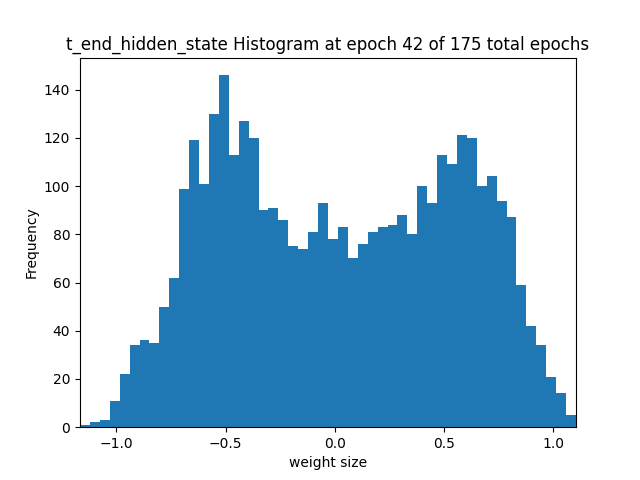 t_end_hidden_state Histogram at epoch 42 of 175 total epochs
140
120
100
80
60
40
20
0
Frequency
−1.0 −0.5 0.0 0.5 1.0
weight size